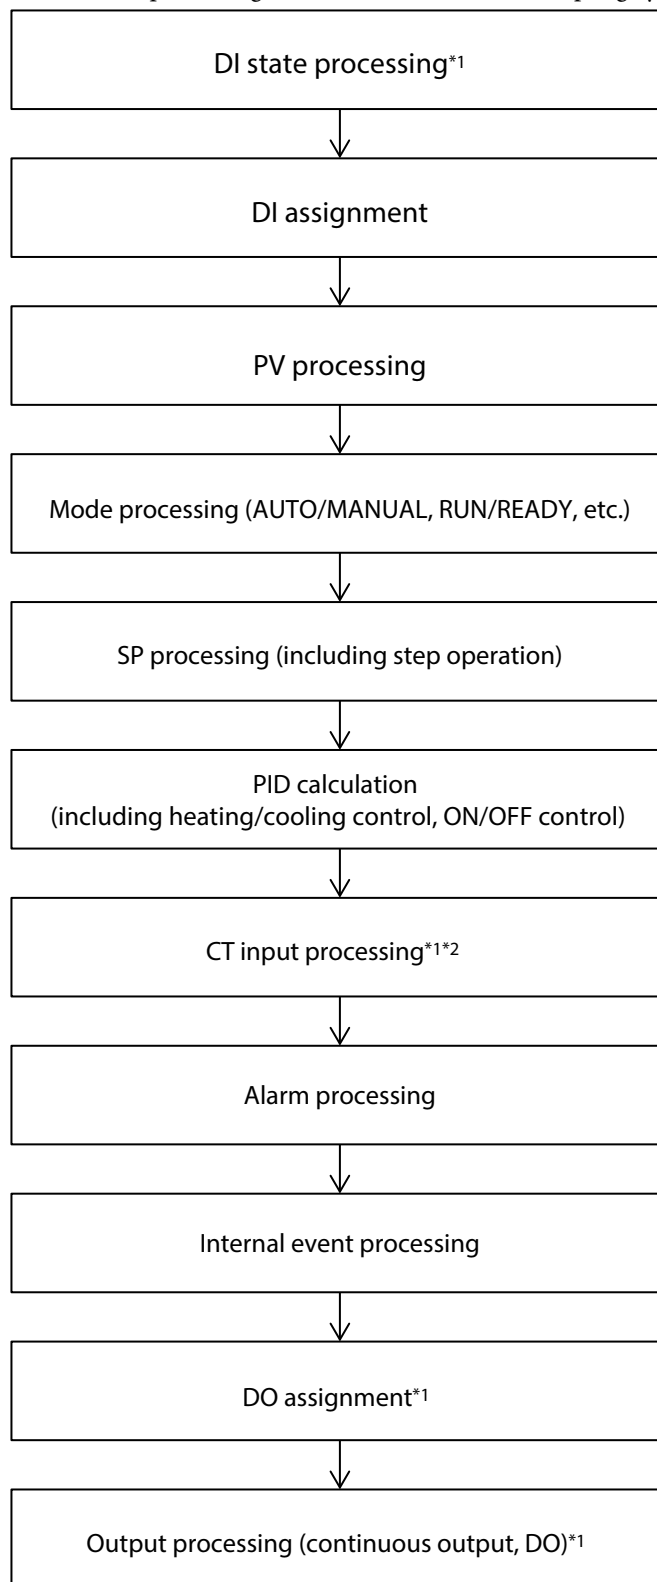 DI state processing*1
DI assignment
PV processing
Mode processing (AUTO/MANUAL, RUN/READY, etc.)
SP processing (including step operation)
PID calculation
(including heating/cooling control, ON/OFF control)
CT input processing*1*2
Alarm processing
Internal event processing
DO assignment*1
Output processing (continuous output, DO)*1